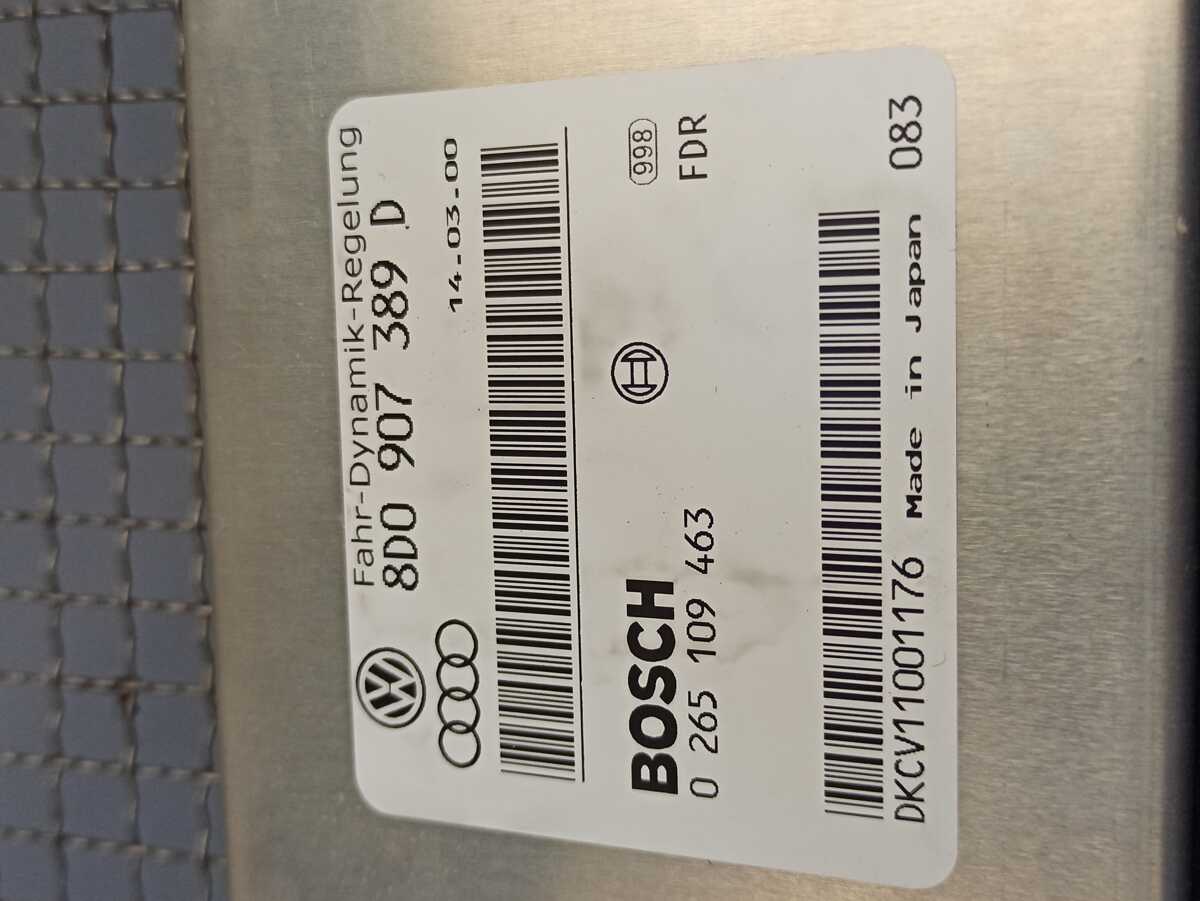 Fahr-Dynamik-Regelung
8D0 907 389 D
14.03.00
998
BOSCH
0 265 109 463
FDR
DKCV11001176
Made in Japan
083